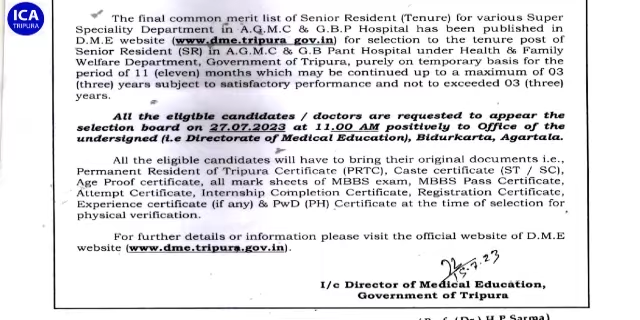 ICA
TRIPURA
The final common merit list of Senior Resident (Tenure) for various Super
Speciality Department in A.G.M.C & G.B.P Hospital has been published in
D.M.E website (www.dme.tripura gov.in) for selection to the tenure post of
Senior Resident (SR) in A.G.M.C & G.B Pant Hospital under Health & Family
Welfare Department, Government of Tripura, purely on temporary basis for the
period of 11 (eleven) months which may be continued up to a maximum of 03
(three) years subject to satisfactory performance and not to exceeded 03 (three)
years.
All the eligible candidates / doctors are requested to appear the
selection board on 27.07.2023 at 11.00 AM positively to Office of the
undersigned (i.e Directorate of Medical Education), Bidurkarta, Agartala.
All the eligible candidates will have to bring their original documents i.e.,
Permanent Resident of Tripura Certificate (PRTC), Caste certificate (ST / SC),
Age Proof certificate, all mark sheets of MBBS exam, MBBS Pass Certificate,
Attempt Certificate, Internship Completion Certificate, Registration Certificate,
Experience certificate (if any) & PwD (PH) Certificate at the time of selection for
physical verification.
For further details or information please visit the official website of D.M.E
website (www.dme.tripura.gov.in).
15.7.23
I/c Director of Medical Education,
Government of Tripura
(Prof. (Dr.) H.P Sarma)